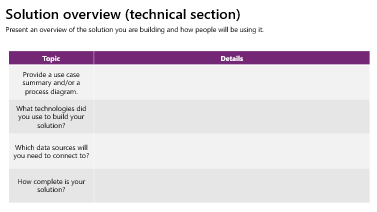 Solution overview (technical section)
Present an overview of the solution you are building and how people will be using it.
Topic
Details
Provide a use case
summary and/or a
process diagram.
What technologies did
you use to build your
solution?
Which data sources will
you need to connect to?
How complete is your
solution?